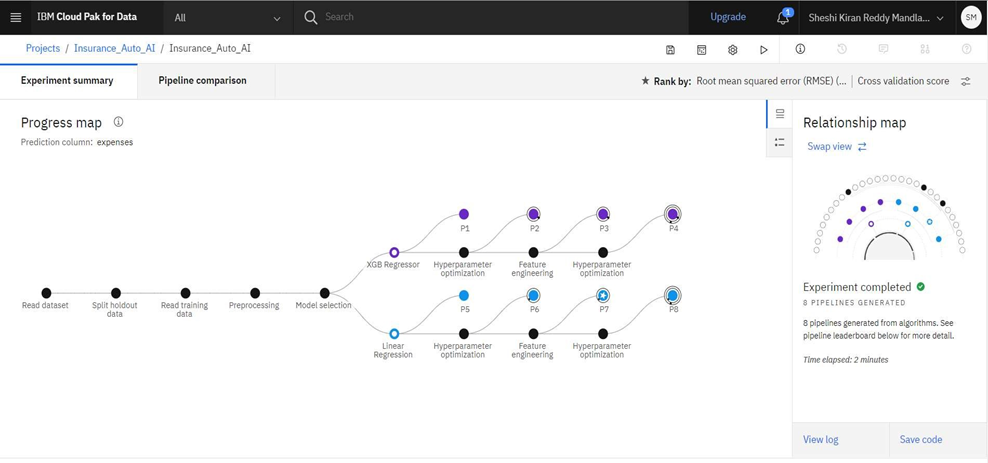 IBM Cloud Pak for Data
All
Search
Upgrade
1
Sheshi Kiran Reddy Mandla...
SM
Projects / Insurance_Auto_AI / Insurance_Auto_AI
Experiment summary
Pipeline comparison
Rank by: Root mean squared error (RMSE) (... | Cross validation score
Progress map
Prediction column: expenses
P1
P2
P3
P4
XGB Regressor
Hyperparameter
optimization
Feature
engineering
Hyperparameter
optimization
Read dataset
Split holdout
data
Read training
data
Preprocessing
Model selection
P5
P6
P7
P8
Linear
Regression
Hyperparameter
optimization
Feature
engineering
Hyperparameter
optimization
Relationship map
Swap view
Experiment completed
8 PIPELINES GENERATED
8 pipelines generated from algorithms. See
pipeline leaderboard below for more detail.
Time elapsed: 2 minutes
View log
Save code